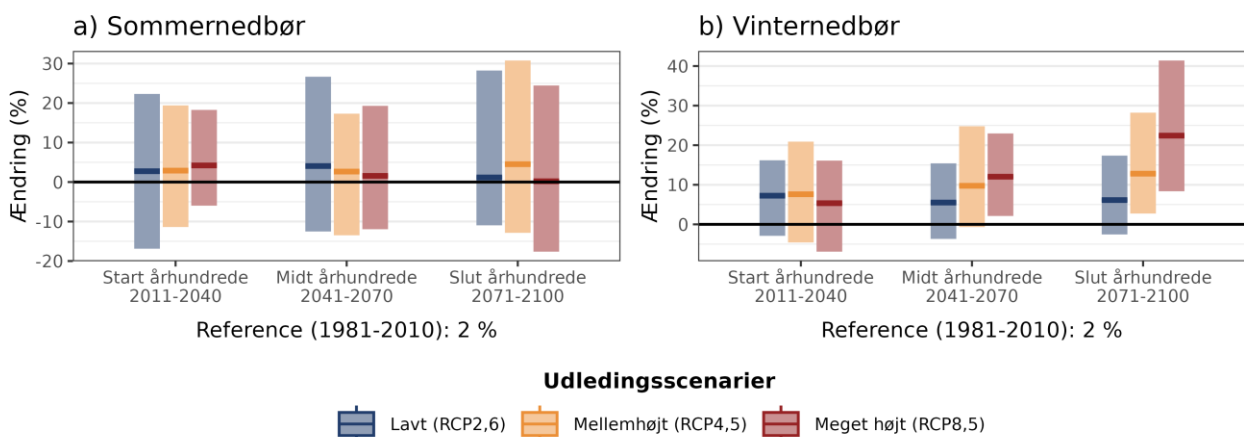 a) Sommernedbør
b) Vinternedbør
Ændring (%)
30
20
10
0
-10
-20
Start århundrede
2011-2040
Midt århundrede
2041-2070
Slut århundrede
2071-2100
Reference (1981-2010): 2 %
Ændring (%)
40
30
20
10
0
Start århundrede
2011-2040
Midt århundrede
2041-2070
Slut århundrede
2071-2100
Reference (1981-2010): 2 %
Udledingsscenarier
Lavt (RCP2,6)
Mellemhøjt (RCP4,5)
Meget højt (RCP8,5)